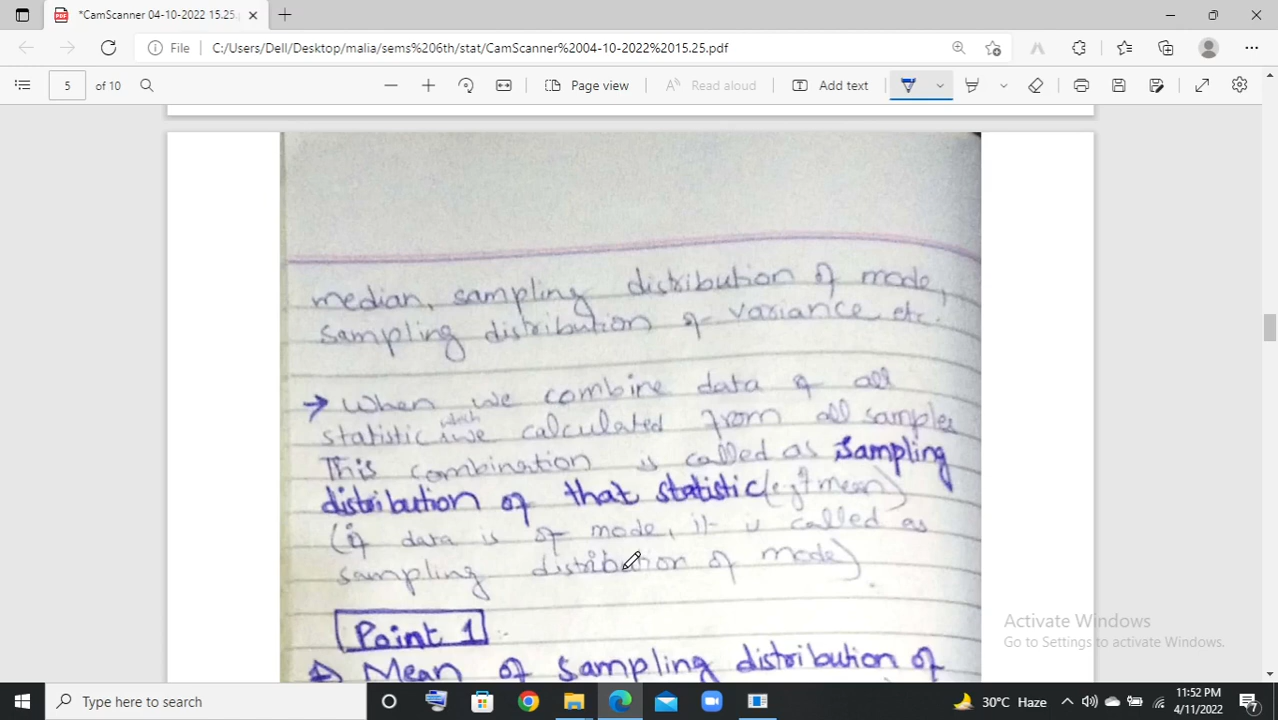 *CamScanner 04-10-2022 15.25.p
File C:/Users/Dell/Desktop/malia/sems%206th/stat/CamScanner%2004-10-2022%2015.25.pdf
5 of 10 Page view Read aloud Add text
median, sampling distribution of mode,
sampling distribution of variance etc.
→ When we combine data of all
which
statistic we calculated from all samples
This combination is called as Sampling
distribution of that statistic (e.g. mean)
(if data is of mode, it is called as
sampling distribution of mode)
Point 1
Mean of sampling distribution of
Activate Windows
Go to Settings to activate Windows.
Type here to search
30°C Haze
11:52 PM
4/11/2022
7